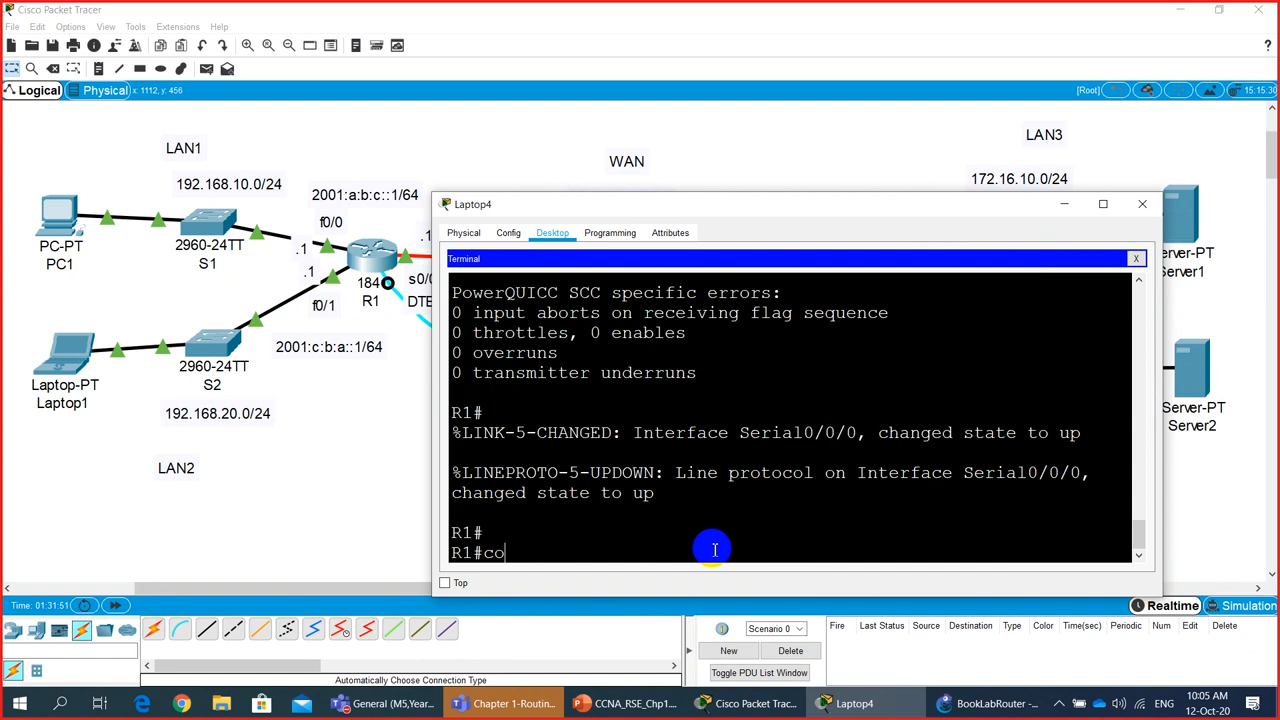 Cisco Packet Tracer
File Edit Options View Tools Extensions Help
Logical Physical x: 1112, y: 456 [Root] 15:15:30
LAN1
192.168.10.0/24
2001:a:b:c::1/64
f0/0
WAN
LAN3
172.16.10.0/24
PC-PT
PC1
2960-24TT
S1
.1
.1
.1
184
R1
s0/0
DTE
f0/1
2001:c:b:a::1/64
Laptop-PT
Laptop1
2960-24TT
S2
192.168.20.0/24
LAN2
erver-PT
Server1
Server-PT
Server2
Laptop4
Physical Config Desktop Programming Attributes
Terminal X
PowerQUICC SCC specific errors:
0 input aborts on receiving flag sequence
0 throttles, 0 enables
0 overruns
0 transmitter underruns
R1#
%LINK-5-CHANGED: Interface Serial0/0/0, changed state to up
%LINEPROTO-5-UPDOWN: Line protocol on Interface Serial0/0/0,
changed state to up
R1#
R1#co
Top
Time: 01:31:51 Realtime Simulation
Scenario 0
New Delete
Toggle PDU List Window
Fire Last Status Source Destination Type Color Time(sec) Periodic Num Edit Delete
Automatically Choose Connection Type
General (M5,Year... Chapter 1-Routin... CCNA_RSE_Chp1.... Cisco Packet Trac... Laptop4 BookLabRouter -... ENG
10:05 AM
12-Oct-20